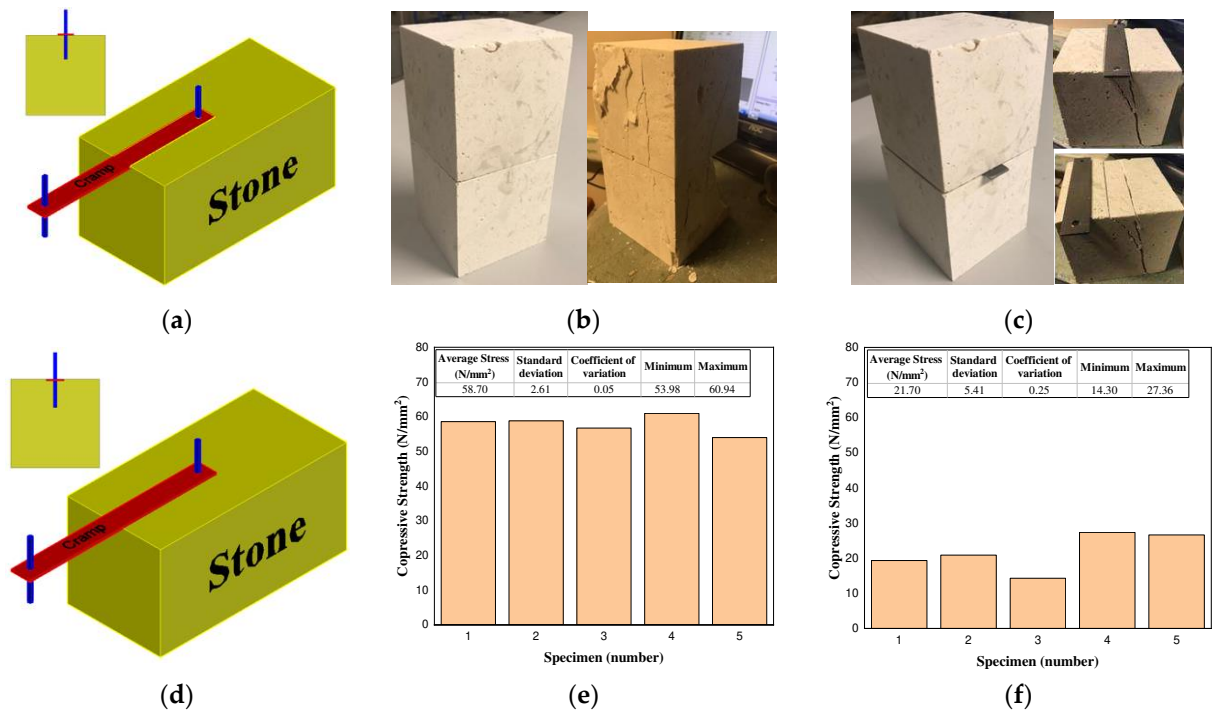 Cramp
Stone
(a)
(b)
(c)
Cramp
Stone
(d)
80
70
60
50
40
30
20
10
0
Copressive Strength (N/mm²)
Average Stress (N/mm²) Standard deviation Coefficient of variation Minimum Maximum
58.70 2.61 0.05 53.98 60.94
1 2 3 4 5
Specimen (number)
(e)
80
70
60
50
40
30
20
10
0
Copressive Strength (N/mm²)
Average Stress (N/mm²) Standard deviation Coefficient of variation Minimum Maximum
21.70 5.41 0.25 14.30 27.36
1 2 3 4 5
Specimen (number)
(f)